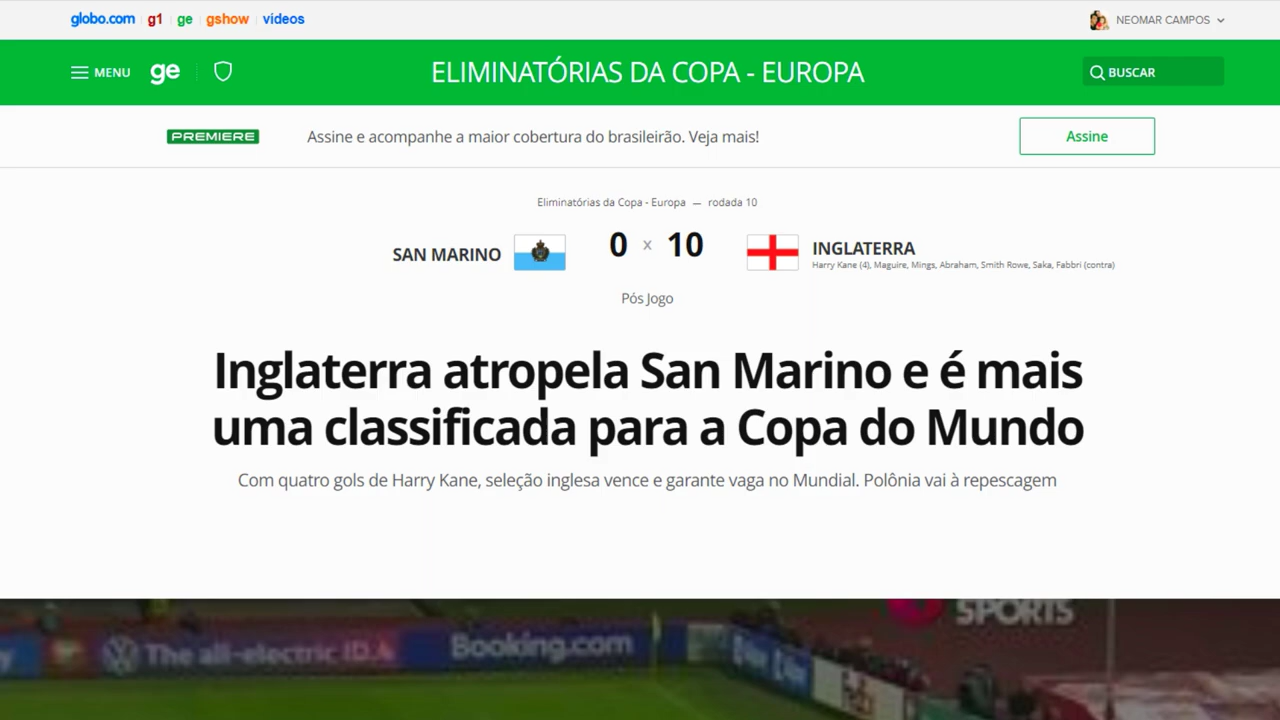 globo.com g1 ge gshow vídeos
NEOMAR CAMPOS
MENU ge
ELIMINATÓRIAS DA COPA - EUROPA
BUSCAR
PREMIERE
Assine e acompanhe a maior cobertura do brasileirão. Veja mais!
Assine
Eliminatórias da Copa - Europa — rodada 10
SAN MARINO 0 x 10 INGLATERRA
Harry Kane (4), Maguire, Mings, Abraham, Smith Rowe, Saka, Fabbri (contra)
Pós Jogo
Inglaterra atropela San Marino e é mais
uma classificada para a Copa do Mundo
Com quatro gols de Harry Kane, seleção inglesa vence e garante vaga no Mundial. Polônia vai à repescagem
SPORTS
The all-electric ID.4
Booking.com
FedEx